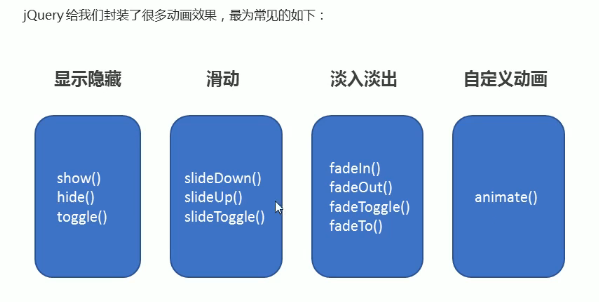 jQuery 给我们封装了很多动画效果，最为常见的如下：
显示隐藏
show()
hide()
toggle()
滑动
slideDown()
slideUp()
slideToggle()
淡入淡出
fadeIn()
fadeOut()
fadeToggle()
fadeTo()
自定义动画
animate()